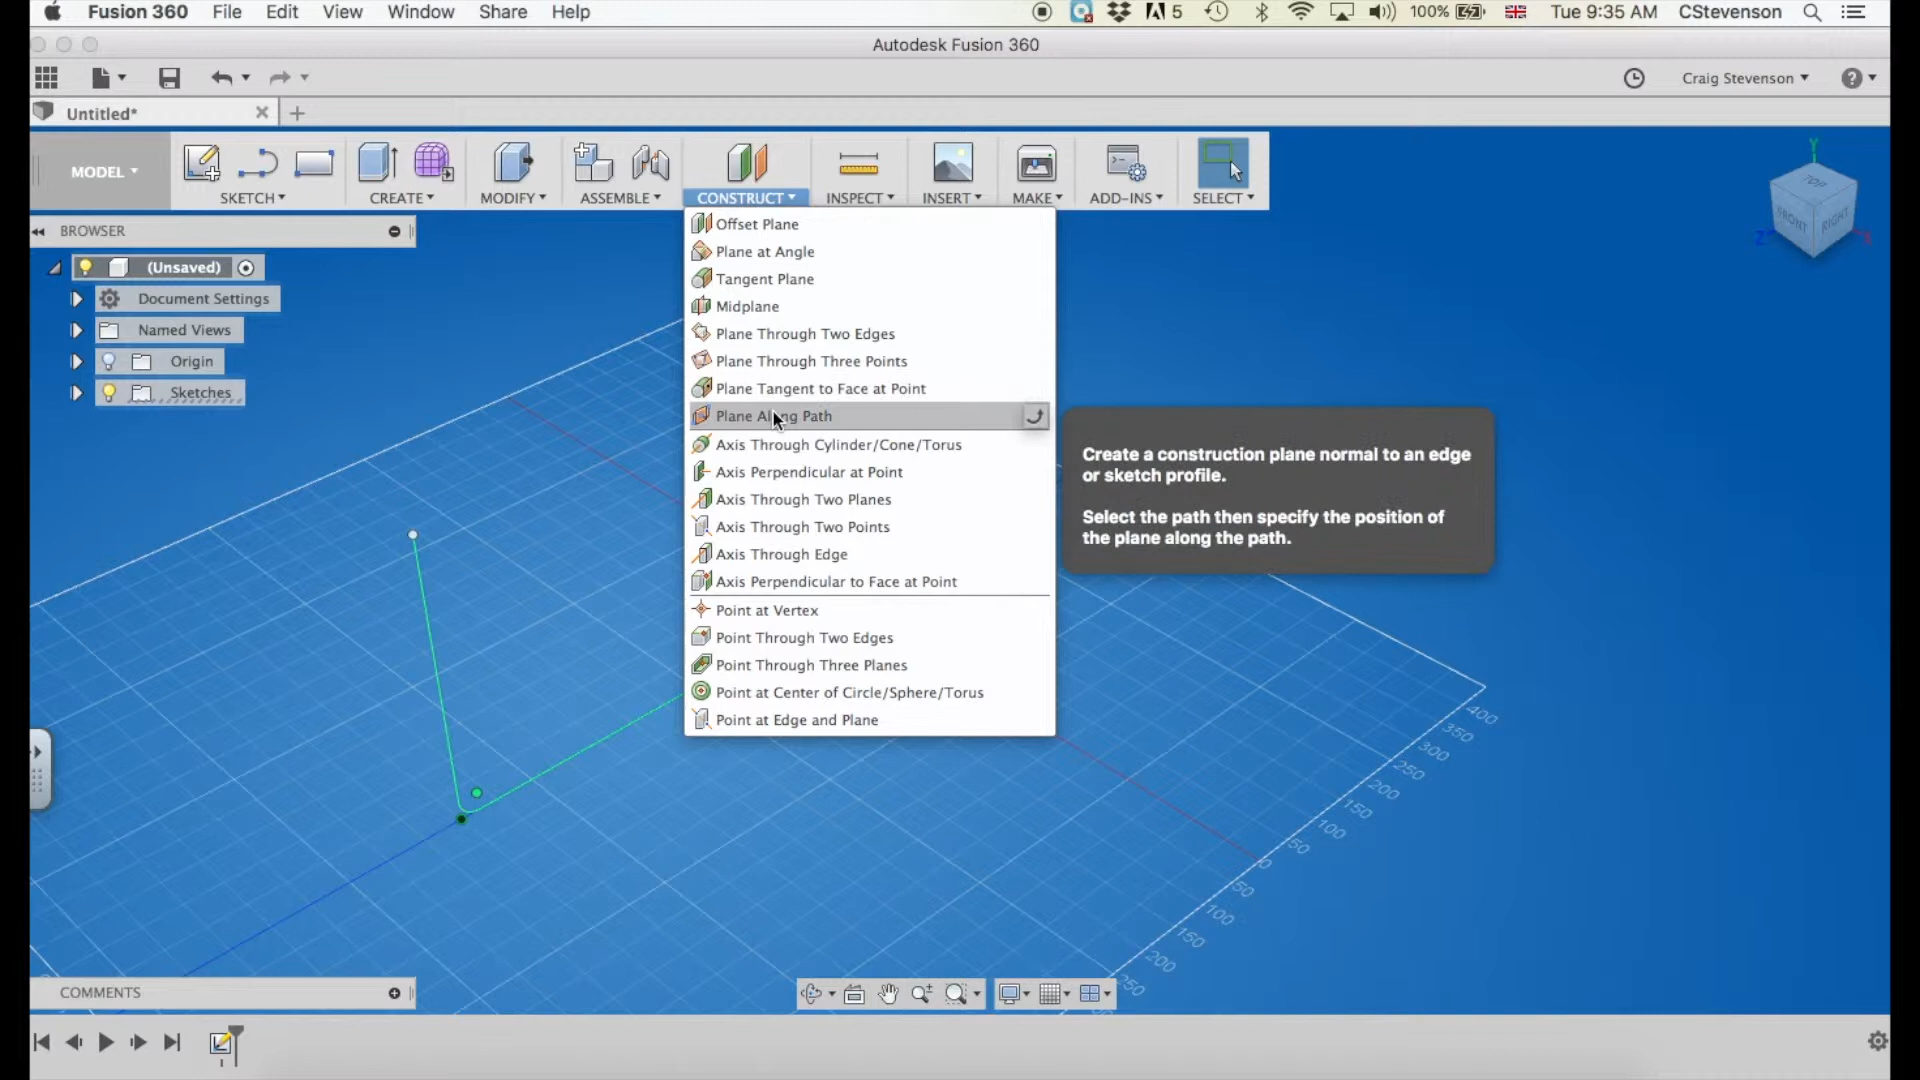 Fusion 360 File Edit View Window Share Help 5 100% Tue 9:35 AM CStevenson
Autodesk Fusion 360
Craig Stevenson
Untitled*
MODEL SKETCH CREATE MODIFY ASSEMBLE CONSTRUCT INSPECT INSERT MAKE ADD-INS SELECT
TOP
FRONT RIGHT
Y
Z X
BROWSER
(Unsaved)
Document Settings
Named Views
Origin
Sketches
Offset Plane
Plane at Angle
Tangent Plane
Midplane
Plane Through Two Edges
Plane Through Three Points
Plane Tangent to Face at Point
Plane Along Path
Axis Through Cylinder/Cone/Torus
Axis Perpendicular at Point
Axis Through Two Planes
Axis Through Two Points
Axis Through Edge
Axis Perpendicular to Face at Point
Point at Vertex
Point Through Two Edges
Point Through Three Planes
Point at Center of Circle/Sphere/Torus
Point at Edge and Plane
Create a construction plane normal to an edge
or sketch profile.
Select the path then specify the position of
the plane along the path.
400
350
300
250
200
150
100
50
0
50
100
150
200
250
COMMENTS